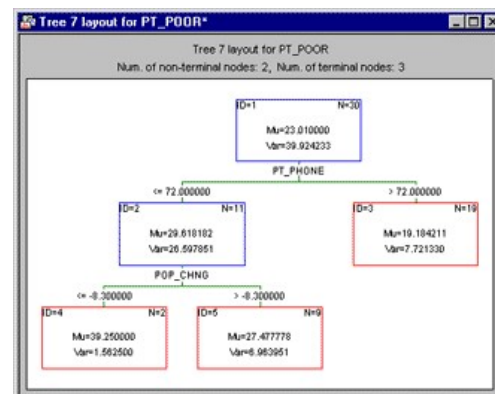 Tree 7 layout for PT_POOR*
Tree 7 layout for PT_POOR
Num. of non-terminal nodes: 2, Num. of terminal nodes: 3
ID=1 N=30
Mu=23.010000
Var=39.924233
PT_PHONE
<= 72.000000 > 72.000000
ID=2 N=11
Mu=29.618182
Var=26.597851
ID=3 N=19
Mu=19.184211
Var=7.721330
POP_CHNG
<= -8.300000 > -8.300000
ID=4 N=2
Mu=39.250000
Var=1.562500
ID=5 N=9
Mu=27.477778
Var=6.963951